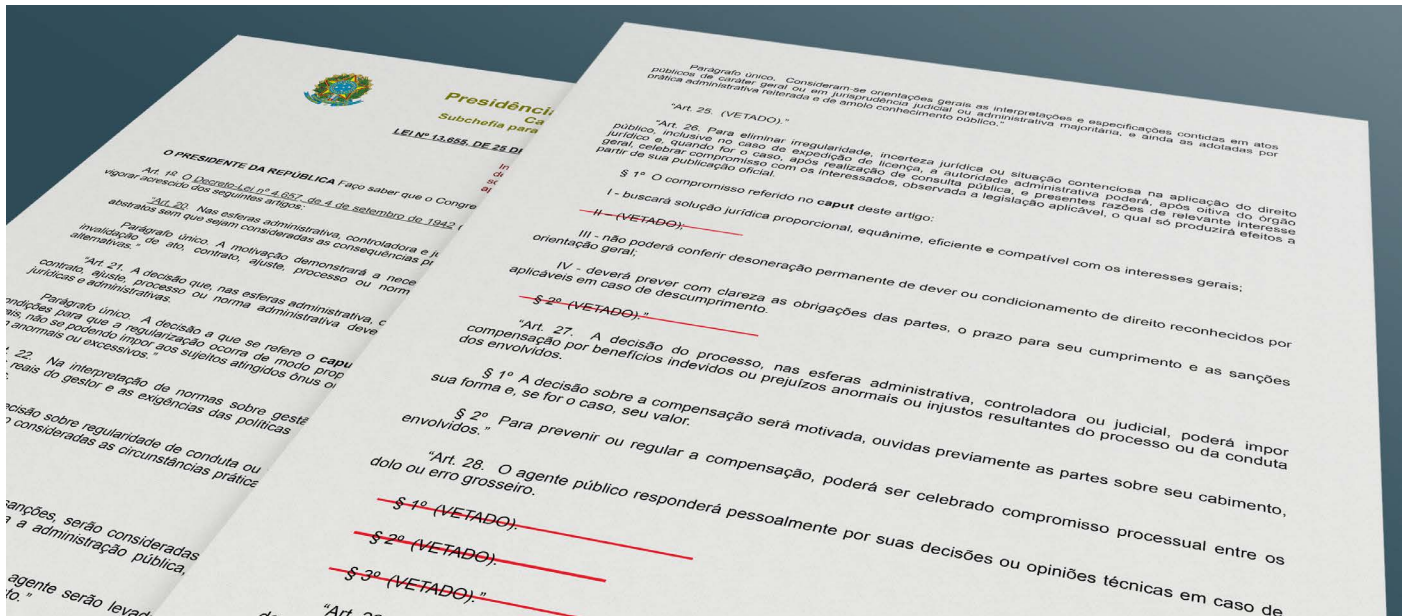 Presidência
Ca
Subchefia para
LEI Nº 13.655, DE 25 DE
In
O PRESIDENTE DA REPÚBLICA Faço saber que o Congre
Art. 1º O Decreto-Lei nº 4.657, de 4 de setembro de 1942 (
vigorar acrescido dos seguintes artigos:
“Art. 20. Nas esferas administrativa, controladora e ju
abstratos sem que sejam consideradas as consequências pr
Parágrafo único. A motivação demonstrará a nece
invalidação de ato, contrato, ajuste, processo ou norm
alternativas.”
“Art. 21. A decisão que, nas esferas administrativa, c
contrato, ajuste, processo ou norma administrativa deve
jurídicas e administrativas.
Parágrafo único. A decisão a que se refere o capu
ondições para que a regularização ocorra de modo prop
ais, não se podendo impor aos sujeitos atingidos ônus o
m anormais ou excessivos.”
t. 22. Na interpretação de normas sobre gestã
reais do gestor e as exigências das políticas
cisão sobre regularidade de conduta ou
o consideradas as circunstâncias prática
sanções, serão consideradas
a a administração pública,
agente serão levad
to.”
Parágrafo único. Consideram-se orientações gerais as interpretações e especificações contidas em atos
públicos de caráter geral ou em jurisprudência judicial ou administrativa majoritária, e ainda as adotadas por
prática administrativa reiterada e de amplo conhecimento público.”
“Art. 25. (VETADO).”
“Art. 26. Para eliminar irregularidade, incerteza jurídica ou situação contenciosa na aplicação do direito
público, inclusive no caso de expedição de licença, a autoridade administrativa poderá, após oitiva do órgão
jurídico e, quando for o caso, após realização de consulta pública, e presentes razões de relevante interesse
geral, celebrar compromisso com os interessados, observada a legislação aplicável, o qual só produzirá efeitos a
partir de sua publicação oficial.
§ 1º O compromisso referido no caput deste artigo:
I - buscará solução jurídica proporcional, equânime, eficiente e compatível com os interesses gerais;
II – (VETADO);
III - não poderá conferir desoneração permanente de dever ou condicionamento de direito reconhecidos por
orientação geral;
IV - deverá prever com clareza as obrigações das partes, o prazo para seu cumprimento e as sanções
aplicáveis em caso de descumprimento.
§ 2º (VETADO).”
“Art. 27. A decisão do processo, nas esferas administrativa, controladora ou judicial, poderá impor
compensação por benefícios indevidos ou prejuízos anormais ou injustos resultantes do processo ou da conduta
dos envolvidos.
§ 1º A decisão sobre a compensação será motivada, ouvidas previamente as partes sobre seu cabimento,
sua forma e, se for o caso, seu valor.
§ 2º Para prevenir ou regular a compensação, poderá ser celebrado compromisso processual entre os
envolvidos.”
“Art. 28. O agente público responderá pessoalmente por suas decisões ou opiniões técnicas em caso de
dolo ou erro grosseiro.
§ 1º (VETADO).
§ 2º (VETADO).
§ 3º (VETADO).”
“Art. 2